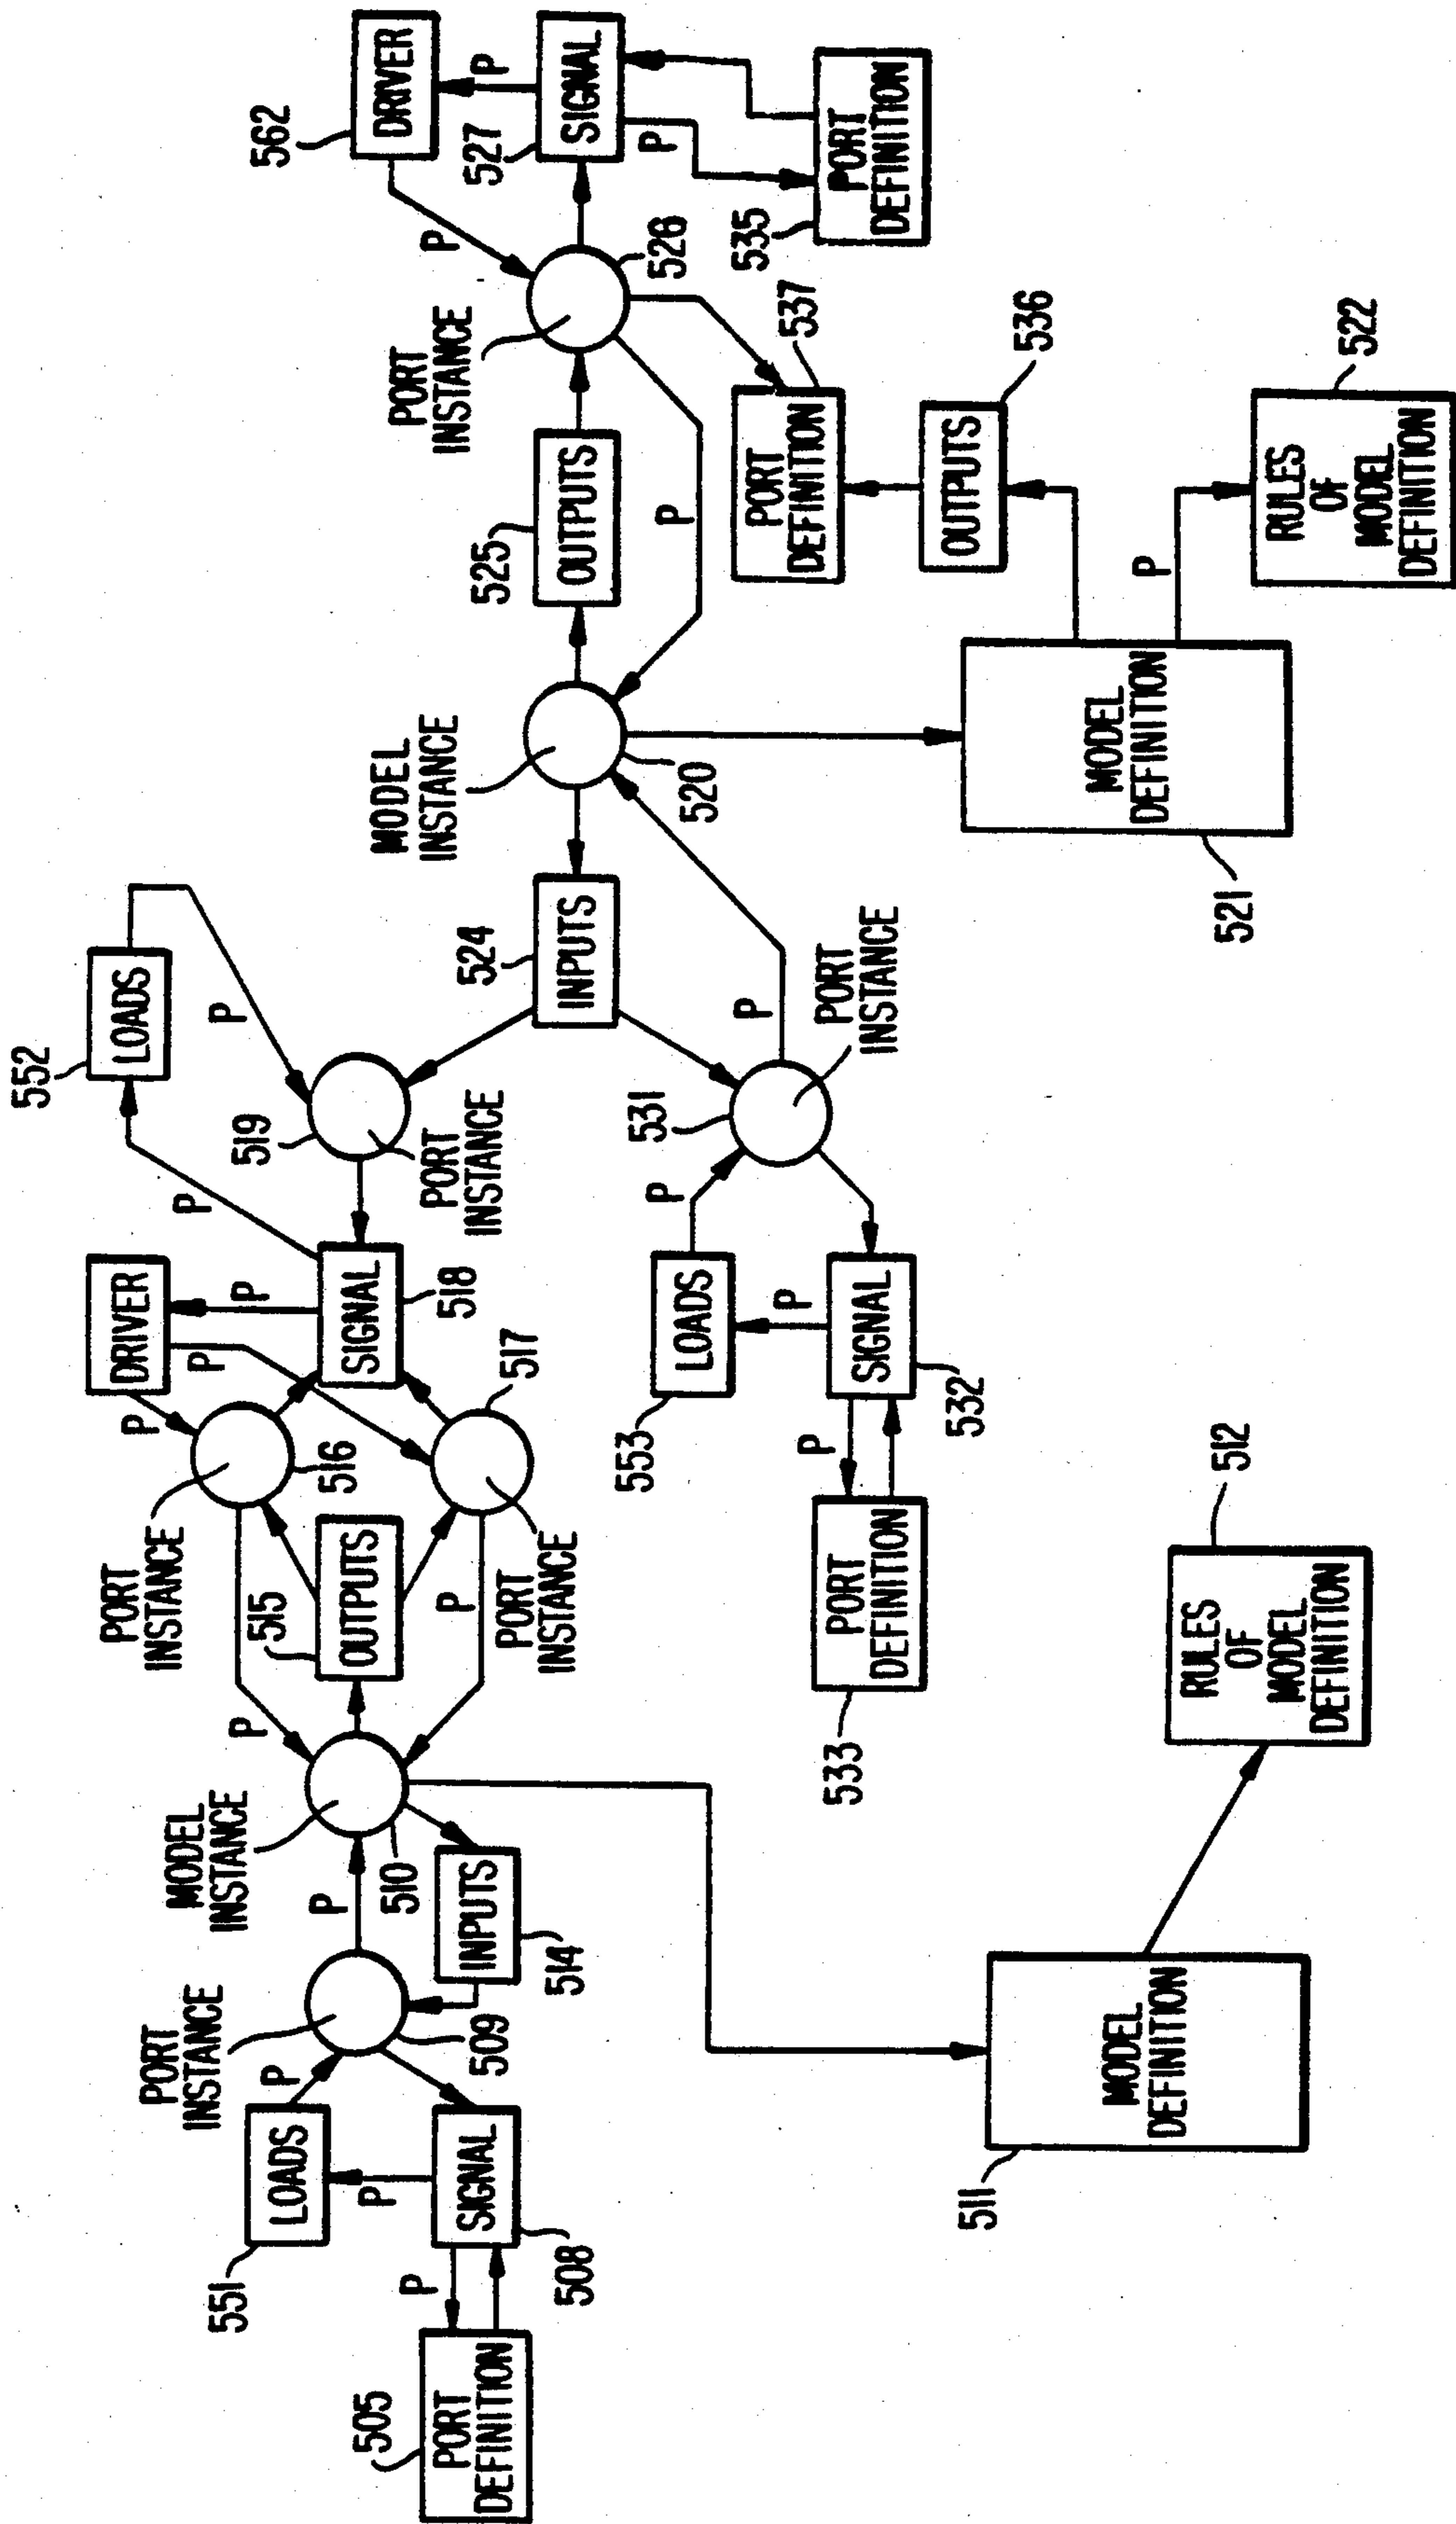 505
PORT
DEFINITION
P
508
SIGNAL
P
551
LOADS
P
PORT
INSTANCE
509
514
INPUTS
P
MODEL
INSTANCE
510
P
P
515
OUTPUTS
PORT
INSTANCE
516
PORT
INSTANCE
517
P
P
DRIVER
P
SIGNAL
518
P
552
LOADS
P
519
PORT
INSTANCE
511
MODEL
DEFINITION
512
RULES
OF
MODEL
DEFINITION
533
PORT
DEFINITION
P
532
SIGNAL
P
553
LOADS
P
531
PORT
INSTANCE
P
524
INPUTS
MODEL
INSTANCE
520
525
OUTPUTS
P
PORT
INSTANCE
526
P
562
DRIVER
P
527
SIGNAL
P
535
PORT
DEFINITION
537
PORT
DEFINITION
536
OUTPUTS
521
MODEL
DEFINITION
P
522
RULES
OF
MODEL
DEFINITION